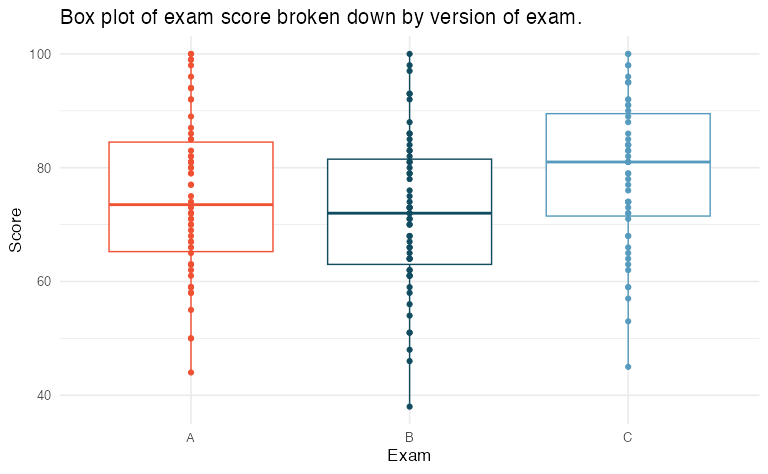 Box plot of exam score broken down by version of exam.
100
80
60
40
Score
A B C
Exam